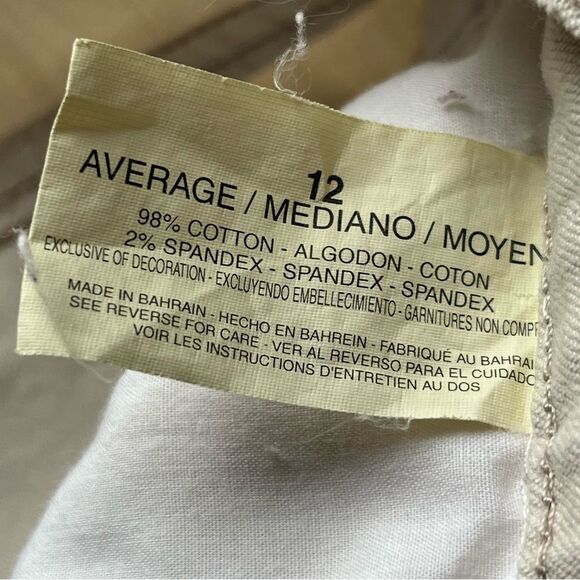 12
AVERAGE / MEDIANO / MOYEN
98% COTTON - ALGODON - COTON
2% SPANDEX - SPANDEX - SPANDEX
EXCLUSIVE OF DECORATION - EXCLUYENDO EMBELLECIMIENTO - GARNITURES NON COMPR
MADE IN BAHRAIN - HECHO EN BAHREIN - FABRIQUÉ AU BAHRAI
SEE REVERSE FOR CARE - VER AL REVERSO PARA EL CUIDADO
VOIR LES INSTRUCTIONS D'ENTRETIEN AU DOS